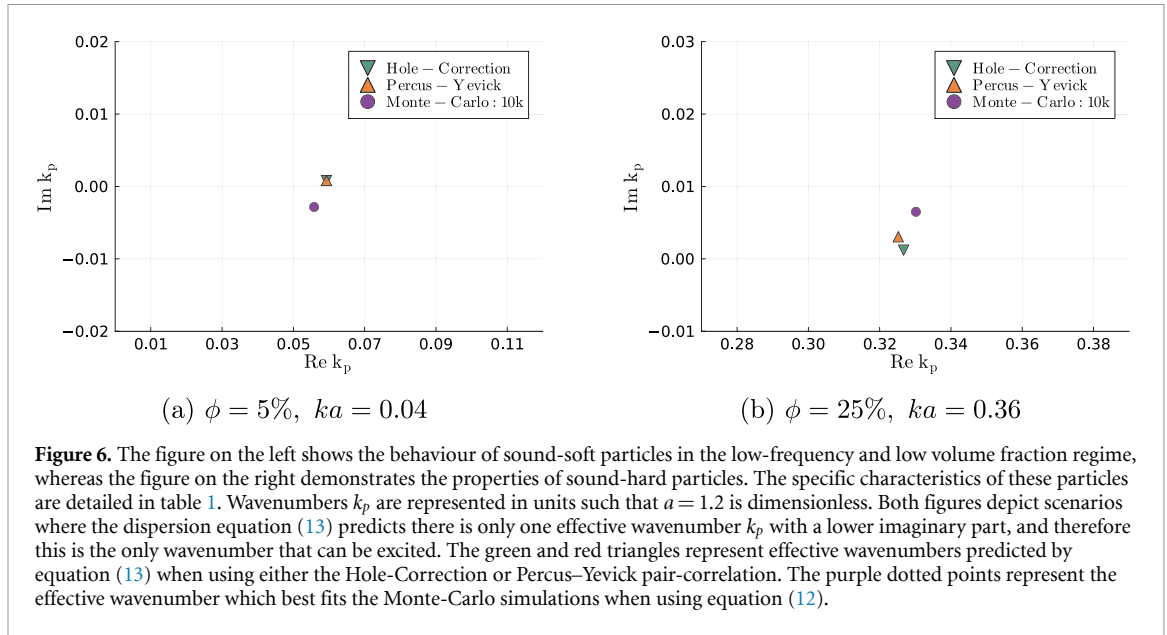 0.02
0.01
0.00
−0.01
−0.02
Im k_p
0.01 0.03 0.05 0.07 0.09 0.11
Re k_p
Hole − Correction
Percus − Yevick
Monte − Carlo : 10k
(a) ϕ = 5%, ka = 0.04
0.03
0.02
0.01
0.00
−0.01
Im k_p
0.28 0.30 0.32 0.34 0.36 0.38
Re k_p
Hole − Correction
Percus − Yevick
Monte − Carlo : 10k
(b) ϕ = 25%, ka = 0.36
Figure 6. The figure on the left shows the behaviour of sound-soft particles in the low-frequency and low volume fraction regime,
whereas the figure on the right demonstrates the properties of sound-hard particles. The specific characteristics of these particles
are detailed in table 1. Wavenumbers k_p are represented in units such that a = 1.2 is dimensionless. Both figures depict scenarios
where the dispersion equation (13) predicts there is only one effective wavenumber k_p with a lower imaginary part, and therefore
this is the only wavenumber that can be excited. The green and red triangles represent effective wavenumbers predicted by
equation (13) when using either the Hole-Correction or Percus–Yevick pair-correlation. The purple dotted points represent the
effective wavenumber which best fits the Monte-Carlo simulations when using equation (12).